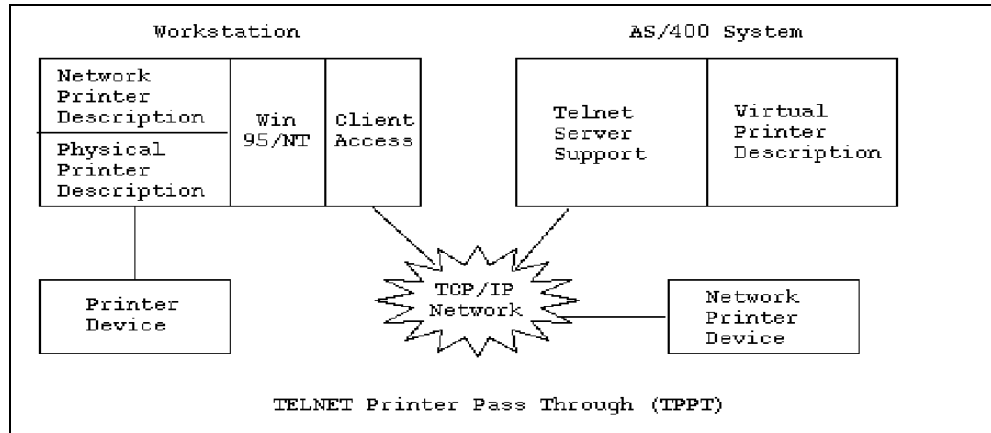 Workstation
AS/400 System
Network
Printer
Description
Physical
Printer
Description
Win
95/NT
Client
Access
Telnet
Server
Support
Virtual
Printer
Description
Printer
Device
TCP/IP
Network
Network
Printer
Device
TELNET Printer Pass Through (TPPT)